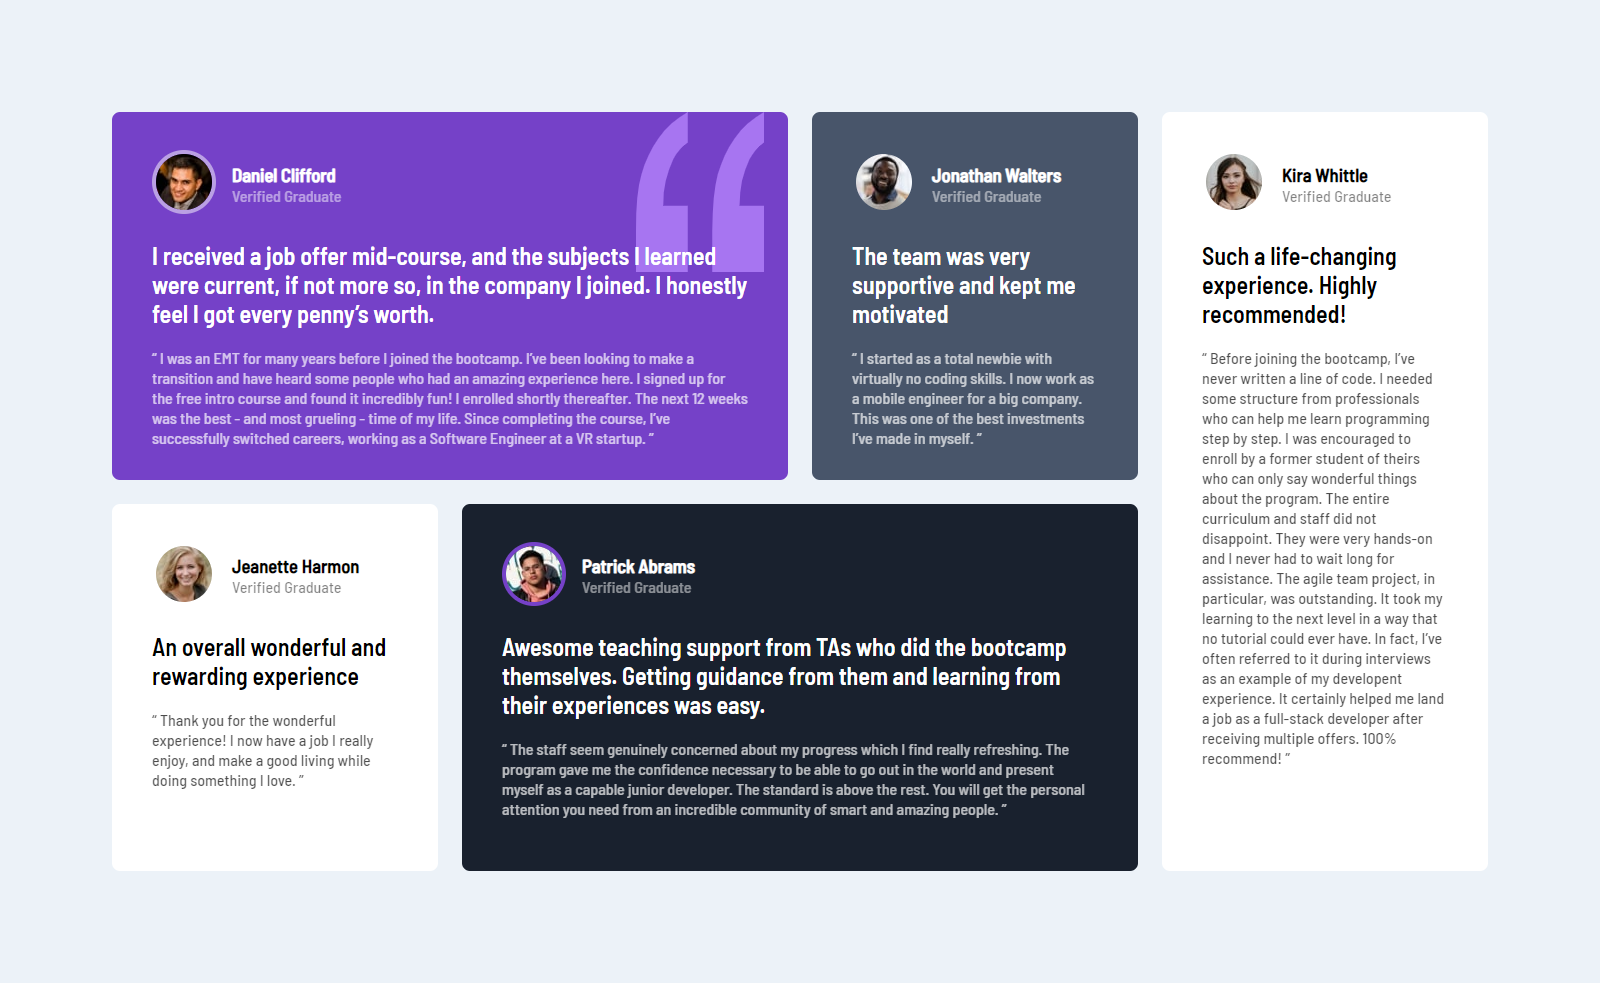 Daniel Clifford
Verified Graduate
I received a job offer mid-course, and the subjects I learned
were current, if not more so, in the company I joined. I honestly
feel I got every penny’s worth.
“ I was an EMT for many years before I joined the bootcamp. I’ve been looking to make a
transition and have heard some people who had an amazing experience here. I signed up for
the free intro course and found it incredibly fun! I enrolled shortly thereafter. The next 12 weeks
was the best - and most grueling - time of my life. Since completing the course, I’ve
successfully switched careers, working as a Software Engineer at a VR startup. ”
Jonathan Walters
Verified Graduate
The team was very
supportive and kept me
motivated
“ I started as a total newbie with
virtually no coding skills. I now work as
a mobile engineer for a big company.
This was one of the best investments
I’ve made in myself. ”
Kira Whittle
Verified Graduate
Such a life-changing
experience. Highly
recommended!
“ Before joining the bootcamp, I’ve
never written a line of code. I needed
some structure from professionals
who can help me learn programming
step by step. I was encouraged to
enroll by a former student of theirs
who can only say wonderful things
about the program. The entire
curriculum and staff did not
disappoint. They were very hands-on
and I never had to wait long for
assistance. The agile team project, in
particular, was outstanding. It took my
learning to the next level in a way that
no tutorial could ever have. In fact, I’ve
often referred to it during interviews
as an example of my developent
experience. It certainly helped me land
a job as a full-stack developer after
receiving multiple offers. 100%
recommend! ”
Jeanette Harmon
Verified Graduate
An overall wonderful and
rewarding experience
“ Thank you for the wonderful
experience! I now have a job I really
enjoy, and make a good living while
doing something I love. ”
Patrick Abrams
Verified Graduate
Awesome teaching support from TAs who did the bootcamp
themselves. Getting guidance from them and learning from
their experiences was easy.
“ The staff seem genuinely concerned about my progress which I find really refreshing. The
program gave me the confidence necessary to be able to go out in the world and present
myself as a capable junior developer. The standard is above the rest. You will get the personal
attention you need from an incredible community of smart and amazing people. ”